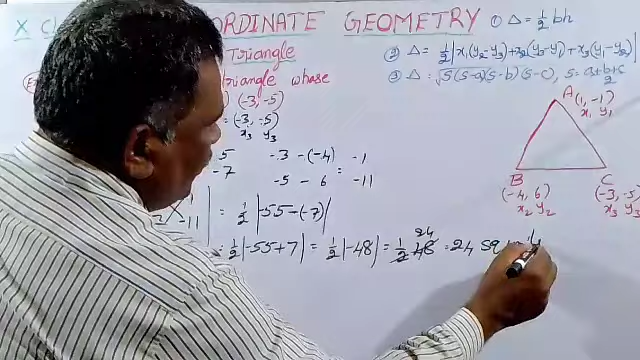 X C ORDINATE GEOMETRY
① Δ = 1/2 bh
② Δ = 1/2 |x₁(y₂-y₃)+x₂(y₃-y₁)+x₃(y₁-y₂)|
③ Δ = √S(S-a)(S-b)(S-c), S = a+b+c/2
Triangle
triangle whose
(-3, -5)
= (-3, -5)
x₃ y₃
A(1, -1)
x₁ y₁
B
C
(-4, 6)
x₂ y₂
(-3, -5)
x₃ y₃
5 -3-(-4) = -1
-7 -5 - 6 -11
-11 | = 1/2 |-55-(-7)|
= 1/2 |-55+7| = 1/2 |-48| = 1/2 48 24 = 24 sq